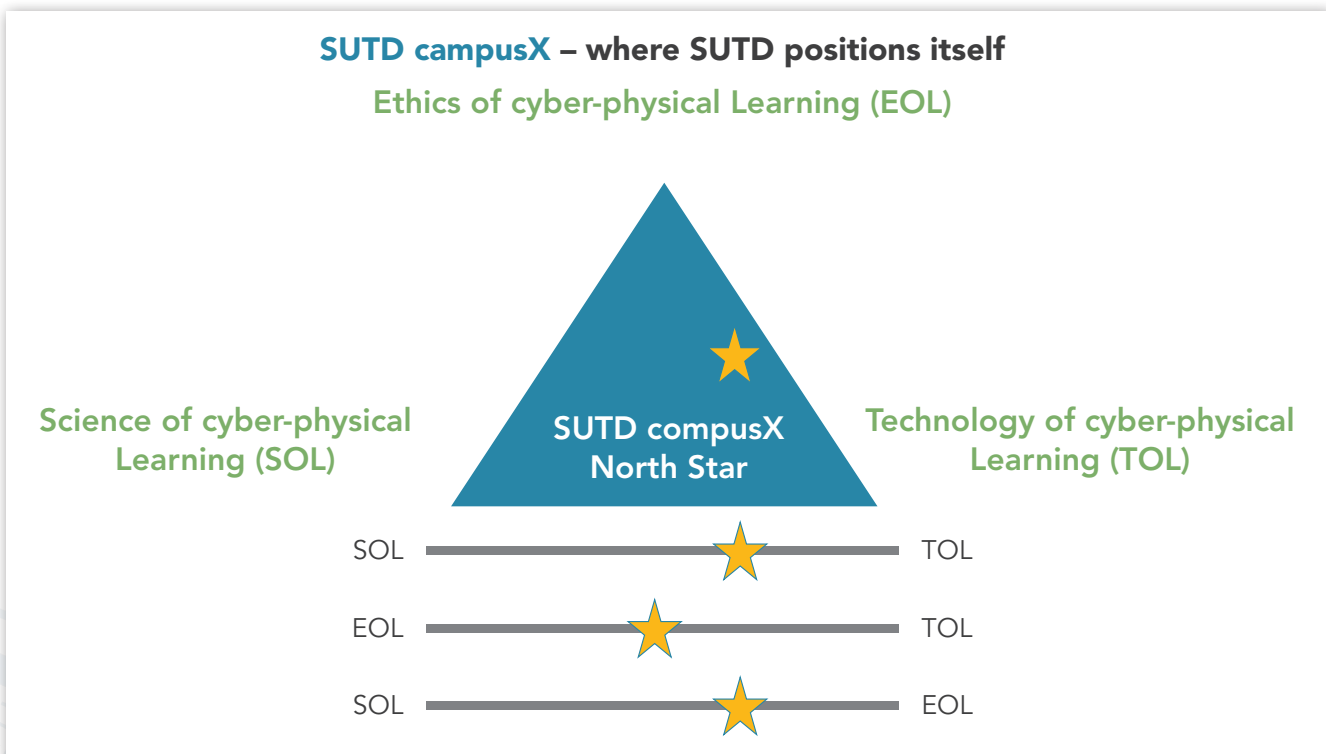 SUTD campusX – where SUTD positions itself
Ethics of cyber-physical Learning (EOL)
Science of cyber-physical
Learning (SOL)
SUTD compusX
North Star
Technology of cyber-physical
Learning (TOL)
SOL TOL
EOL TOL
SOL EOL